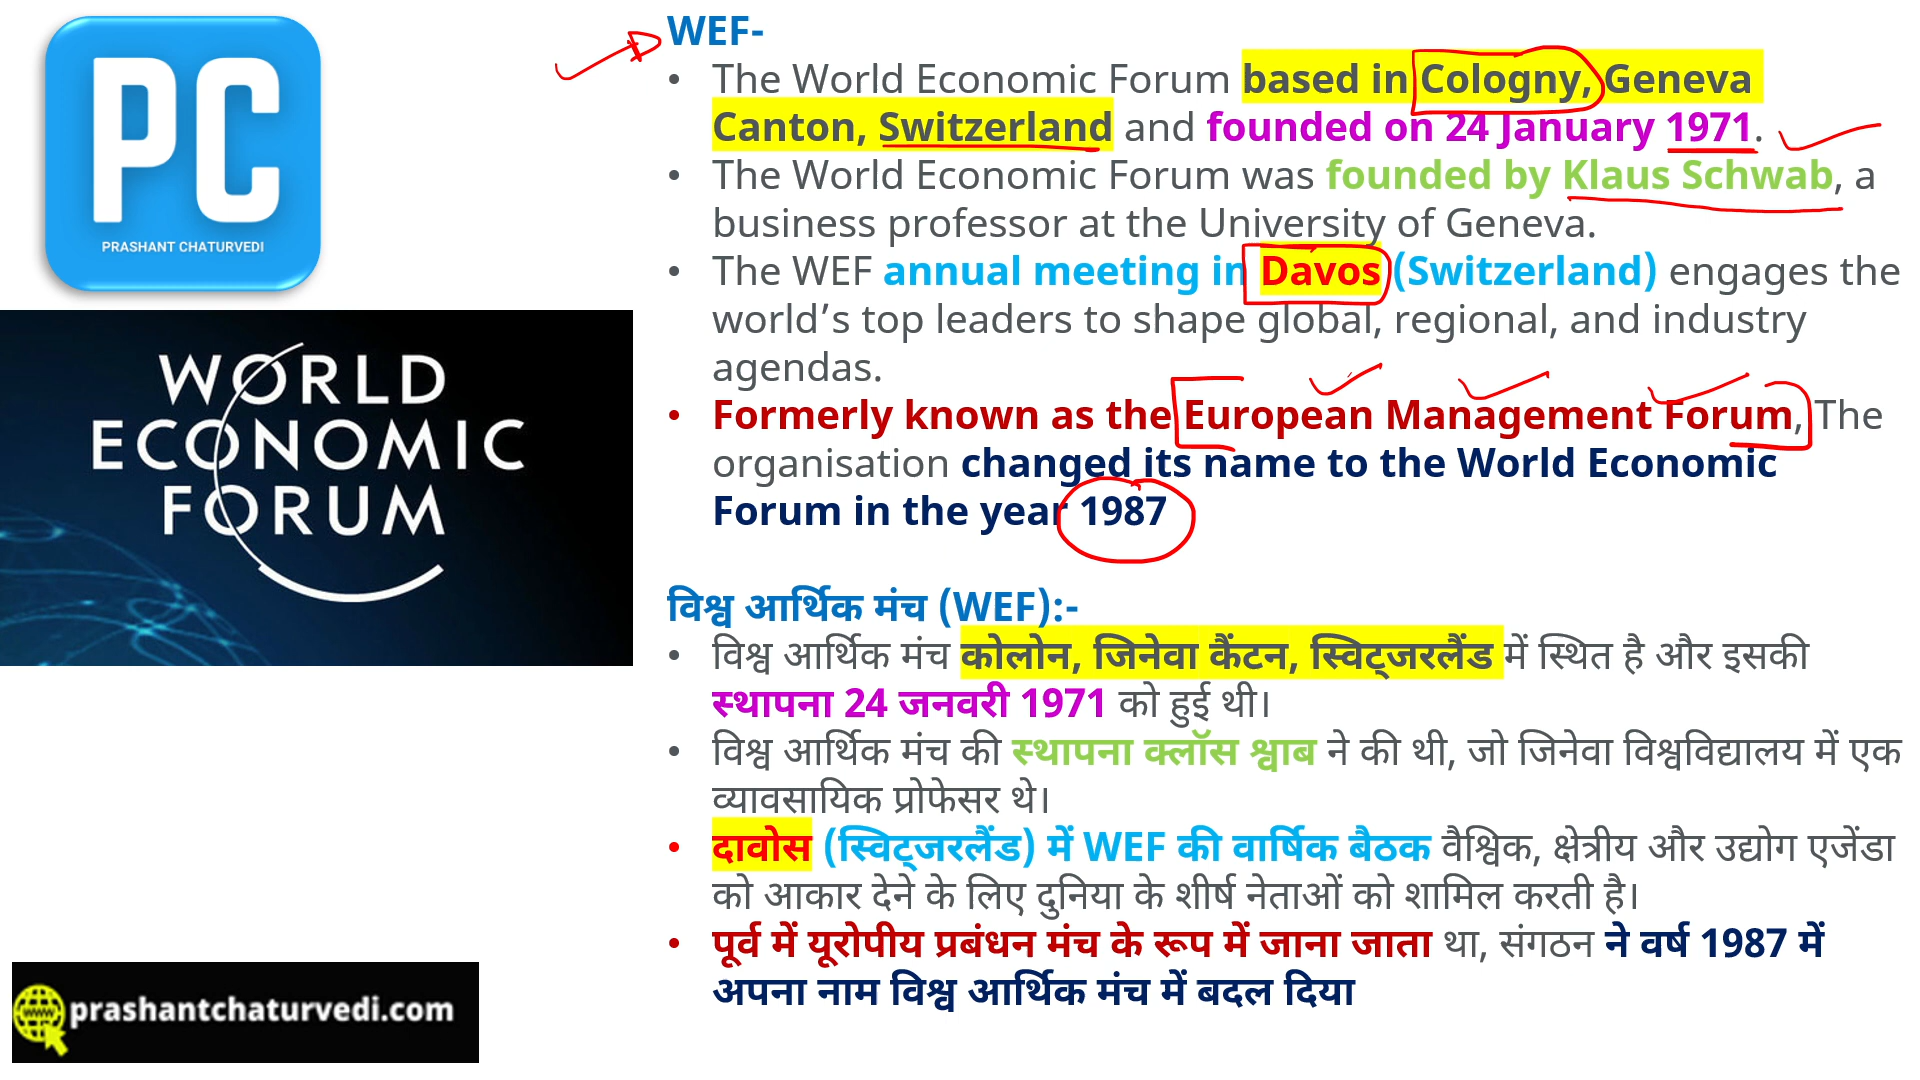 PC
PRASHANT CHATURVEDI
WORLD
ECONOMIC
FORUM
prashantchaturvedi.com
WEF-
• The World Economic Forum based in Cologny, Geneva
Canton, Switzerland and founded on 24 January 1971.
• The World Economic Forum was founded by Klaus Schwab, a
business professor at the University of Geneva.
• The WEF annual meeting in Davos (Switzerland) engages the
world’s top leaders to shape global, regional, and industry
agendas.
• Formerly known as the European Management Forum, The
organisation changed its name to the World Economic
Forum in the year 1987
विश्व आर्थिक मंच (WEF):-
• विश्व आर्थिक मंच कोलोन, जिनेवा कैंटन, स्विट्जरलैंड में स्थित है और इसकी
स्थापना 24 जनवरी 1971 को हुई थी।
• विश्व आर्थिक मंच की स्थापना क्लॉस श्वाब ने की थी, जो जिनेवा विश्वविद्यालय में एक
व्यावसायिक प्रोफेसर थे।
• दावोस (स्विट्जरलैंड) में WEF की वार्षिक बैठक वैश्विक, क्षेत्रीय और उद्योग एजेंडा
को आकार देने के लिए दुनिया के शीर्ष नेताओं को शामिल करती है।
• पूर्व में यूरोपीय प्रबंधन मंच के रूप में जाना जाता था, संगठन ने वर्ष 1987 में
अपना नाम विश्व आर्थिक मंच में बदल दिया